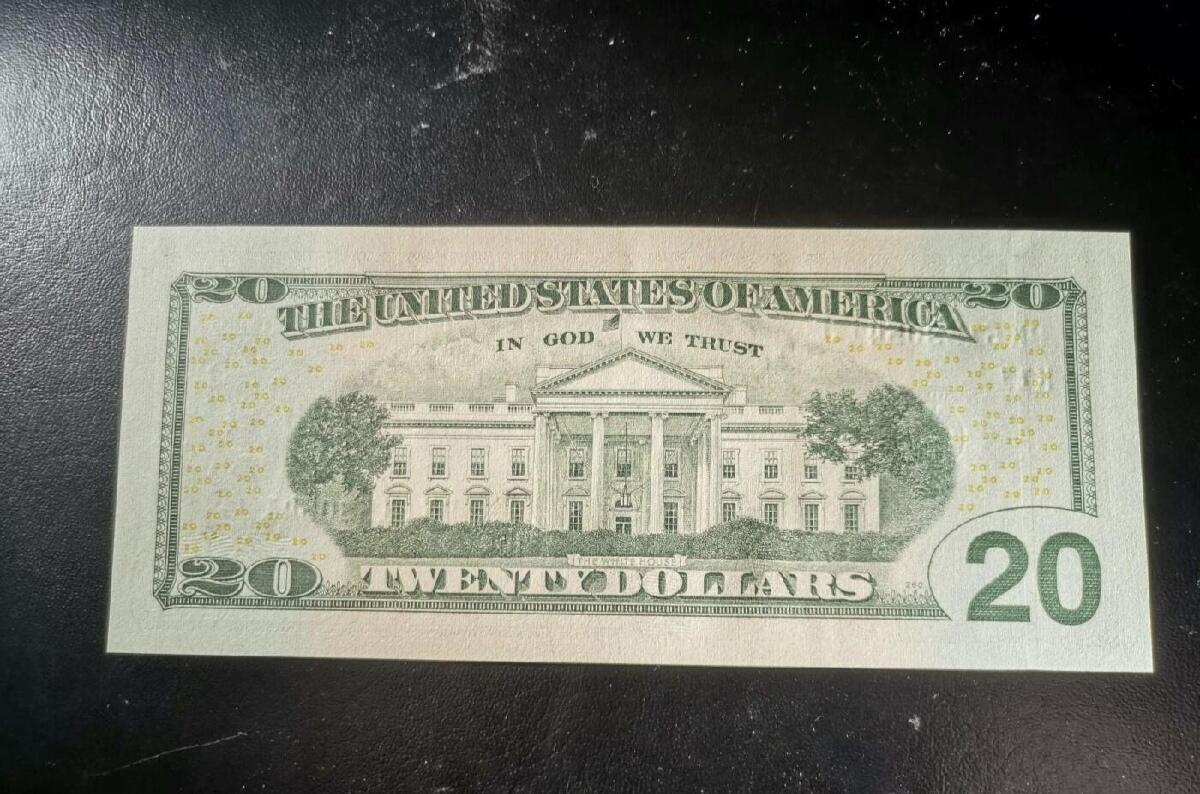 20 THE UNITED STATES OF AMERICA 20
IN GOD WE TRUST
THE WHITE HOUSE
20 TWENTY DOLLARS 20